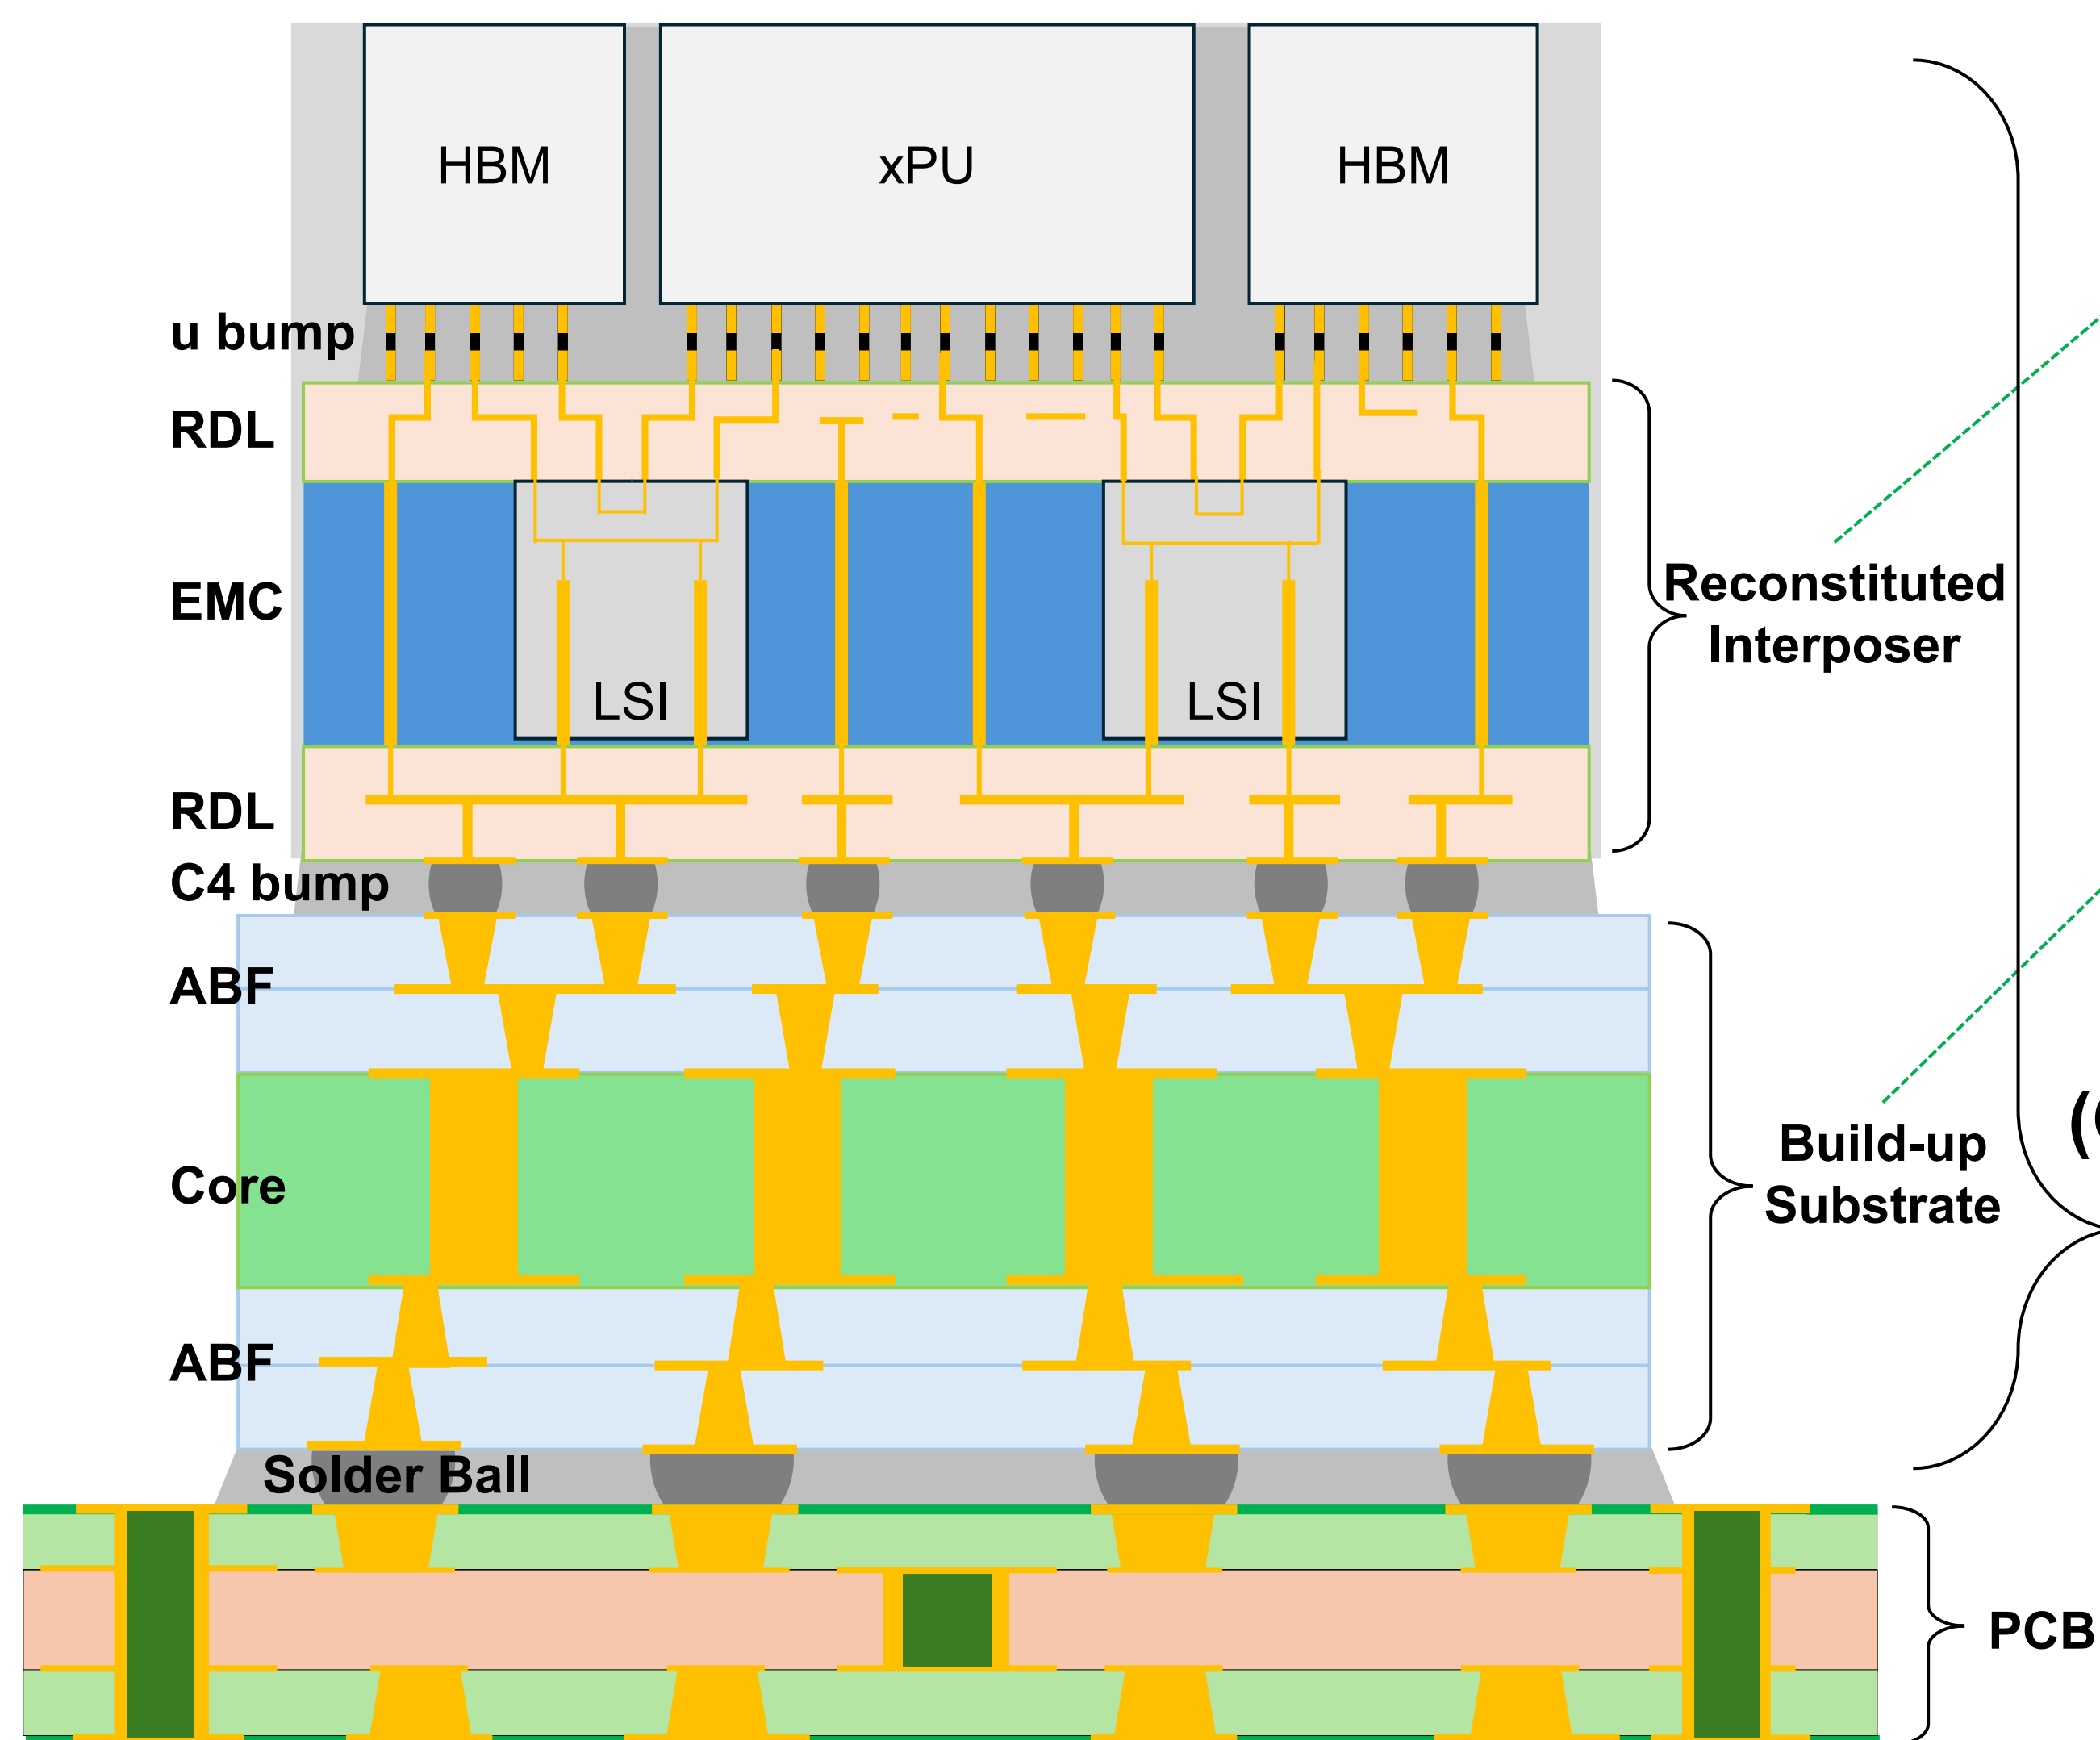 HBM
xPU
HBM
u bump
RDL
EMC
LSI
LSI
Reconstituted
Interposer
RDL
C4 bump
ABF
Core
Build-up
Substrate
ABF
Solder Ball
PCB